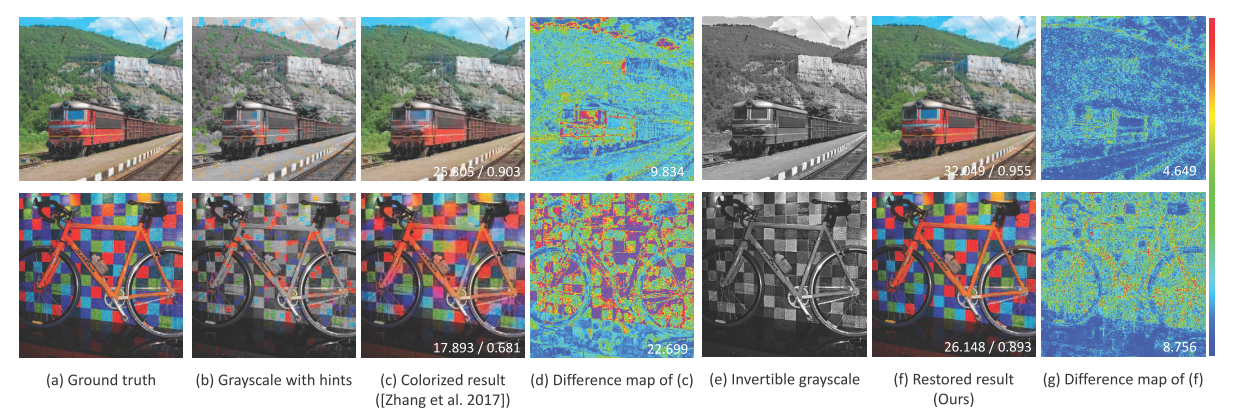 25.805 / 0.903
9.834
32.049 / 0.955
4.649
17.893 / 0.681
22.699
26.148 / 0.893
8.756
(a) Ground truth
(b) Grayscale with hints
(c) Colorized result
([Zhang et al. 2017])
(d) Difference map of (c)
(e) Invertible grayscale
(f) Restored result
(Ours)
(g) Difference map of (f)